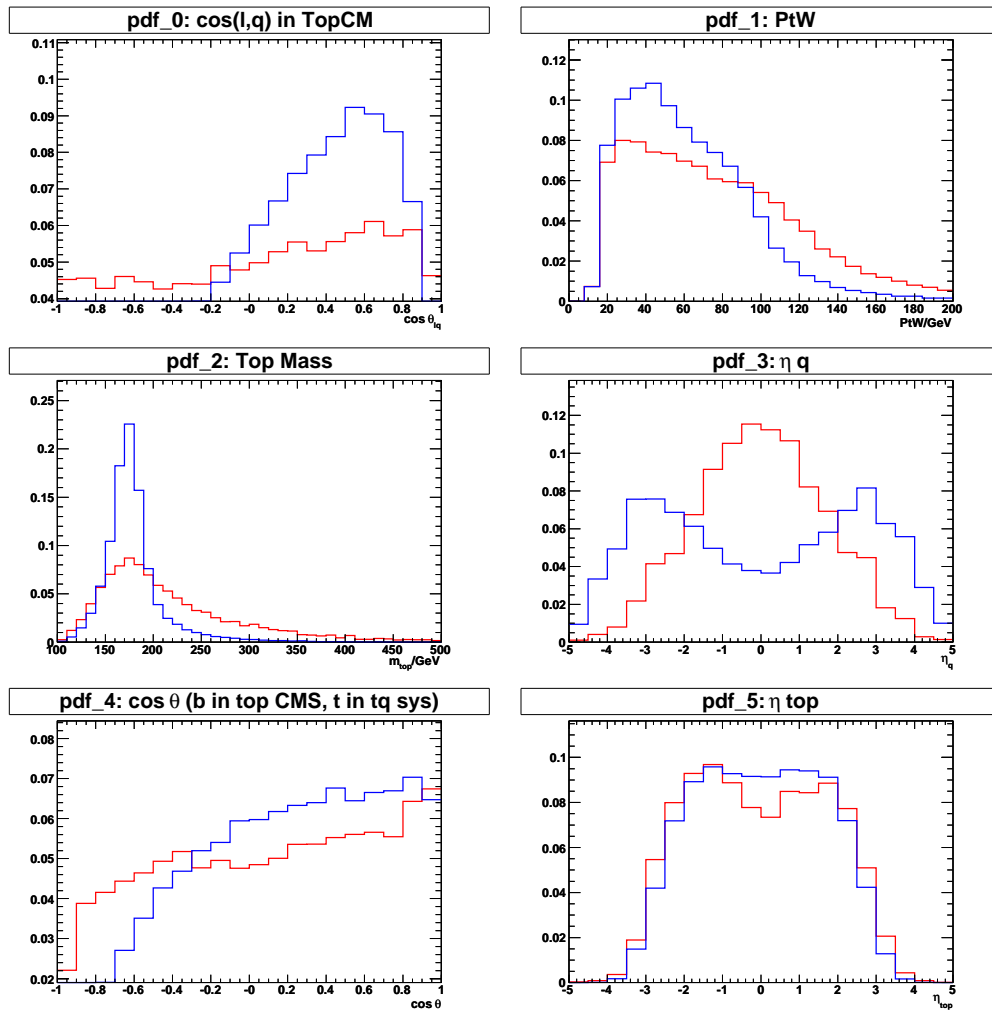 pdf_0: cos(l,q) in TopCM
0.11
0.1
0.09
0.08
0.07
0.06
0.05
0.04
-1 -0.8 -0.6 -0.4 -0.2 -0 0.2 0.4 0.6 0.8 1
cos θlq
pdf_1: PtW
0.12
0.1
0.08
0.06
0.04
0.02
0
0 20 40 60 80 100 120 140 160 180 200
PtW/GeV
pdf_2: Top Mass
0.25
0.2
0.15
0.1
0.05
0
100 150 200 250 300 350 400 450 500
mtop/GeV
pdf_3: η q
0.12
0.1
0.08
0.06
0.04
0.02
0
-5 -4 -3 -2 -1 0 1 2 3 4 5
ηq
pdf_4: cos θ (b in top CMS, t in tq sys)
0.08
0.07
0.06
0.05
0.04
0.03
0.02
-1 -0.8 -0.6 -0.4 -0.2 -0 0.2 0.4 0.6 0.8 1
cos θ
pdf_5: η top
0.1
0.08
0.06
0.04
0.02
0
-5 -4 -3 -2 -1 0 1 2 3 4 5
ηtop